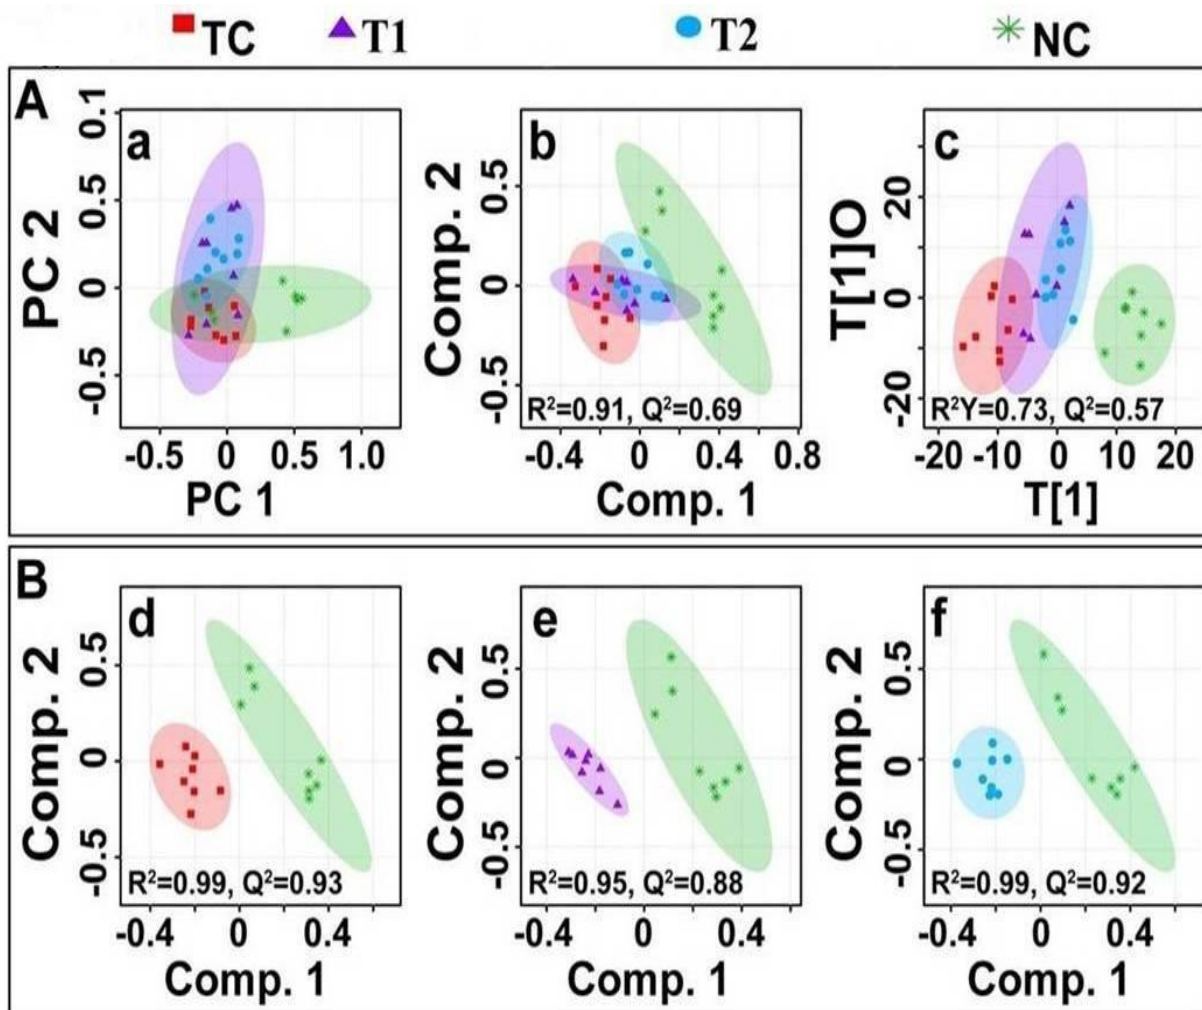 TC T1 T2 NC
A
a
PC 2
0.1
0.5
0
-0.5
-0.5 0 0.5 1.0
PC 1
b
Comp. 2
0.5
0
-0.5
R²=0.91, Q²=0.69
-0.4 0 0.4 0.8
Comp. 1
c
T[1]O
20
0
-20
R²Y=0.73, Q²=0.57
-20 -10 0 10 20
T[1]
B
d
Comp. 2
0.5
0
-0.5
R²=0.99, Q²=0.93
-0.4 0 0.4
Comp. 1
e
Comp. 2
0.5
0
-0.5
R²=0.95, Q²=0.88
-0.4 0 0.4
Comp. 1
f
Comp. 2
0.5
0
-0.5
R²=0.99, Q²=0.92
-0.4 0 0.4
Comp. 1